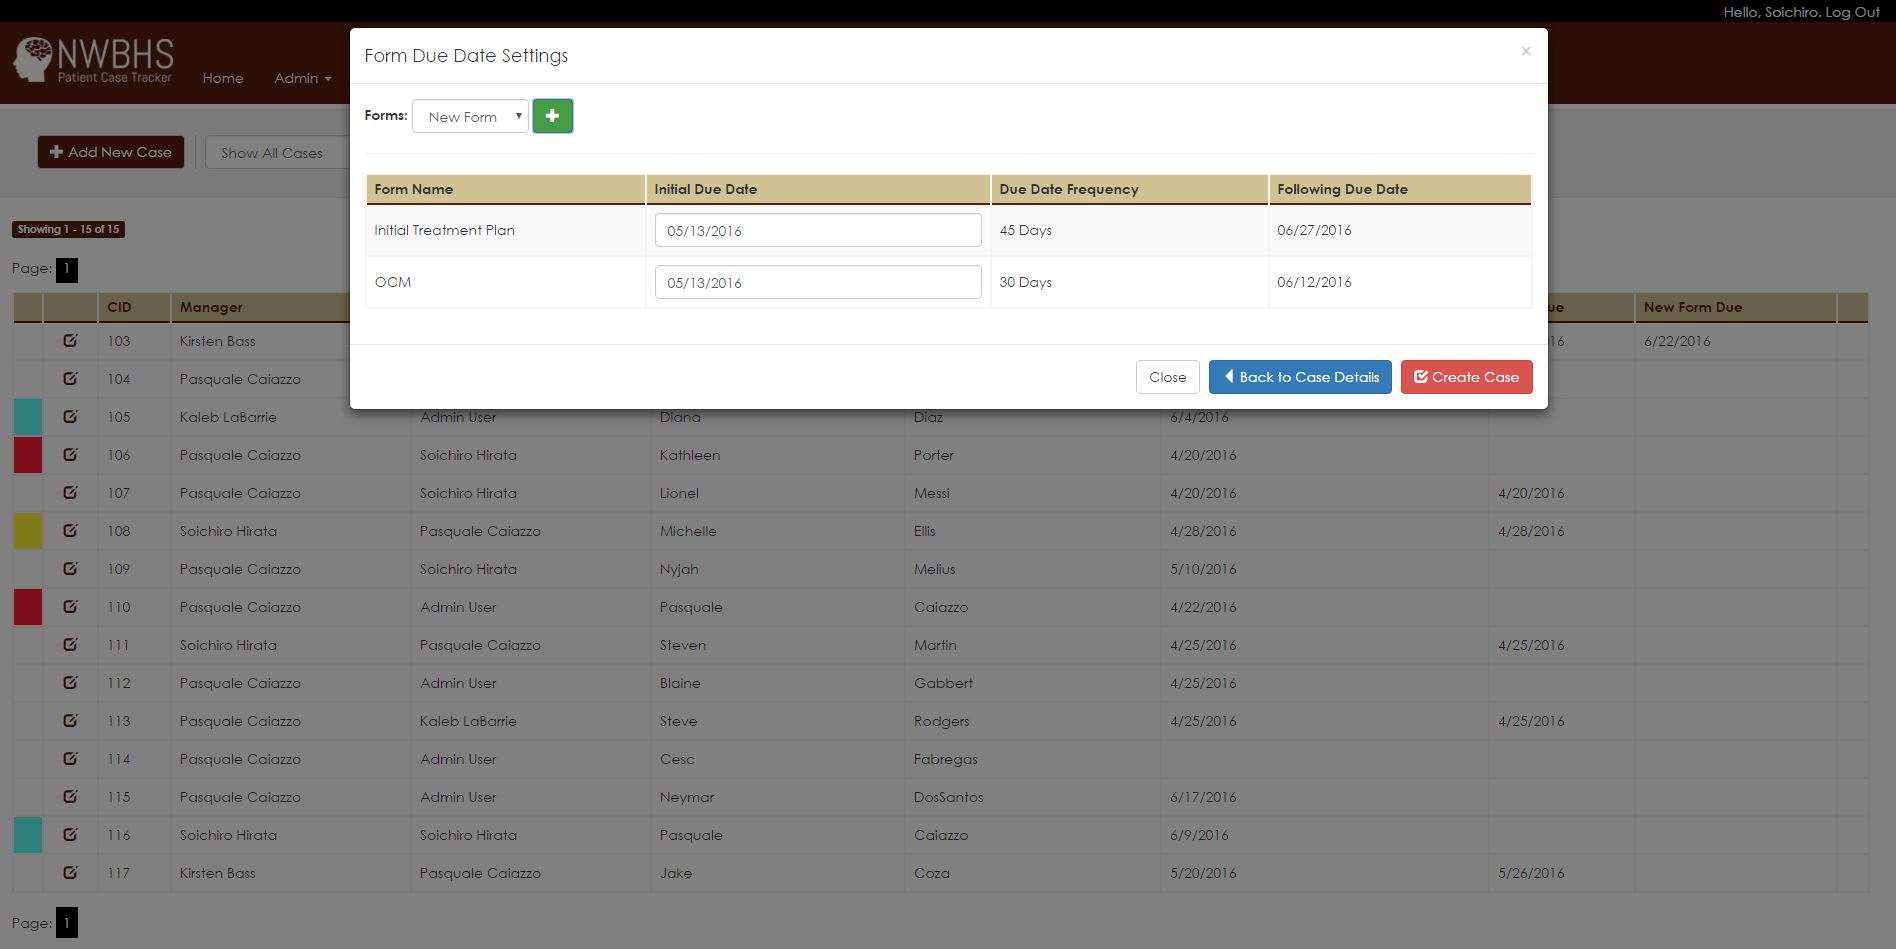 Hello, Soichiro. Log Out
NWBHS
Patient Case Tracker
Home Admin
Form Due Date Settings ×
Forms: New Form
Add New Case Show All Cases
Form Name Initial Due Date Due Date Frequency Following Due Date
Initial Treatment Plan 05/13/2016 45 Days 06/27/2016
OCM 05/13/2016 30 Days 06/12/2016
Close Back to Case Details Create Case
Showing 1 - 15 of 15
Page: 1
CID Manager ue New Form Due
103 Kirsten Bass 16 6/22/2016
104 Pasquale Caiazzo
105 Kaleb LaBarrie Admin User Diana Diaz 6/4/2016
106 Pasquale Caiazzo Soichiro Hirata Kathleen Porter 4/20/2016
107 Pasquale Caiazzo Soichiro Hirata Lionel Messi 4/20/2016 4/20/2016
108 Soichiro Hirata Pasquale Caiazzo Michelle Ellis 4/28/2016 4/28/2016
109 Pasquale Caiazzo Soichiro Hirata Nyjah Melius 5/10/2016
110 Pasquale Caiazzo Admin User Pasquale Caiazzo 4/22/2016
111 Soichiro Hirata Pasquale Caiazzo Steven Martin 4/25/2016 4/25/2016
112 Pasquale Caiazzo Admin User Blaine Gabbert 4/25/2016
113 Pasquale Caiazzo Kaleb LaBarrie Steve Rodgers 4/25/2016 4/25/2016
114 Pasquale Caiazzo Admin User Cesc Fabregas
115 Pasquale Caiazzo Admin User Neymar DosSantos 6/17/2016
116 Soichiro Hirata Soichiro Hirata Pasquale Caiazzo 6/9/2016
117 Kirsten Bass Pasquale Caiazzo Jake Coza 5/20/2016 5/26/2016
Page: 1